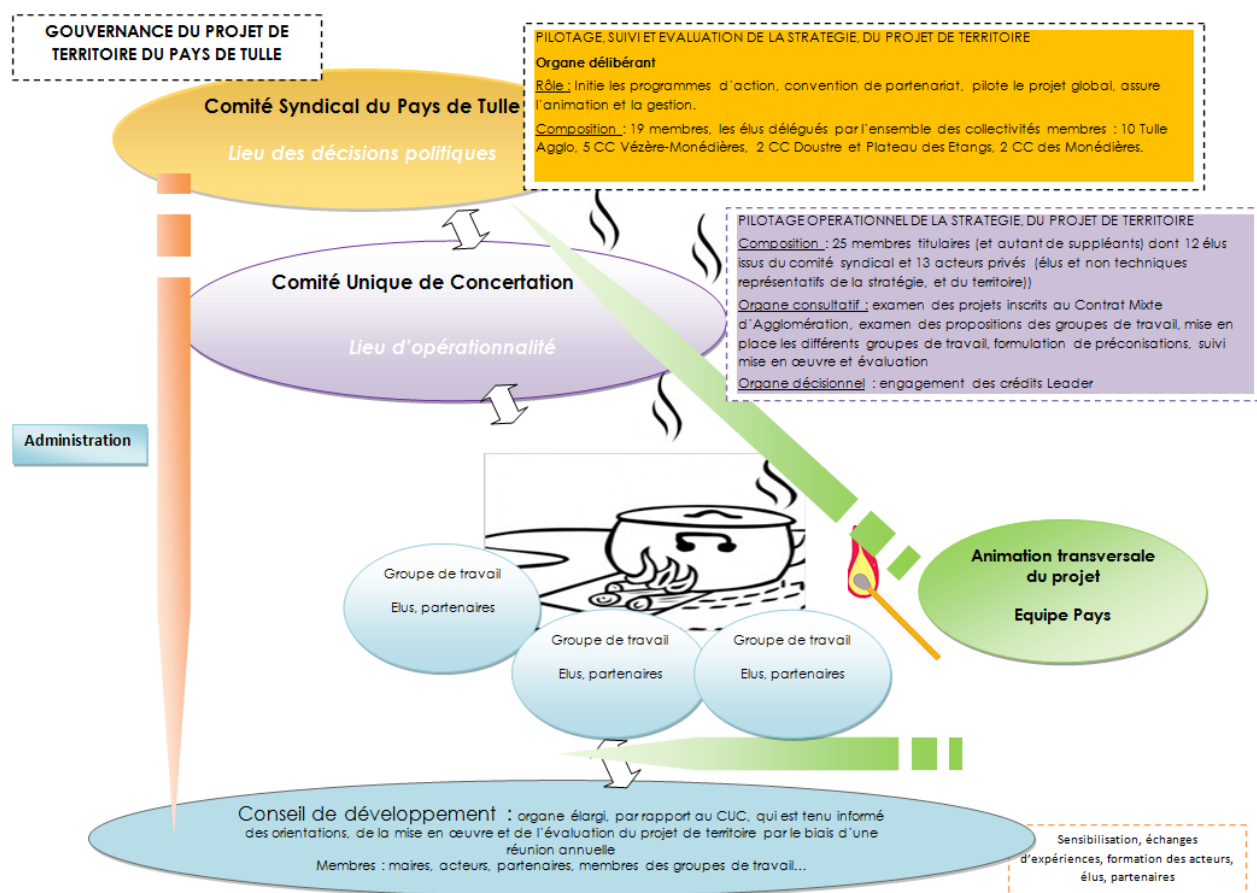 GOUVERNANCE DU PROJET DE
TERRITOIRE DU PAYS DE TULLE
PILOTAGE, SUIVI ET EVALUATION DE LA STRATEGIE, DU PROJET DE TERRITOIRE
Organe délibérant
Rôle : Initie les programmes d’action, convention de partenariat, pilote le projet global, assure
l’animation et la gestion.
Composition : 19 membres, les élus délégués par l’ensemble des collectivités membres : 10 Tulle
Agglo, 5 CC Vézère-Monédières, 2 CC Doustre et Plateau des Etangs, 2 CC des Monédières.
Comité Syndical du Pays de Tulle
Lieu des décisions politiques
PILOTAGE OPERATIONNEL DE LA STRATEGIE, DU PROJET DE TERRITOIRE
Composition : 25 membres titulaires (et autant de suppléants) dont 12 élus
issus du comité syndical et 13 acteurs privés (élus et non techniques
représentatifs de la stratégie, et du territoire))
Organe consultatif : examen des projets inscrits au Contrat Mixte
d’Agglomération, examen des propositions des groupes de travail, mise en
place les différents groupes de travail, formulation de préconisations, suivi
mise en œuvre et évaluation
Organe décisionnel : engagement des crédits Leader
Comité Unique de Concertation
Lieu d’opérationnalité
Administration
Groupe de travail
Elus, partenaires
Groupe de travail
Elus, partenaires
Groupe de travail
Elus, partenaires
Animation transversale
du projet
Equipe Pays
Conseil de développement : organe élargi, par rapport au CUC, qui est tenu informé
des orientations, de la mise en œuvre et de l’évaluation du projet de territoire par le biais d’une
réunion annuelle
Membres : maires, acteurs, partenaires, membres des groupes de travail…
Sensibilisation, échanges
d’expériences, formation des acteurs,
élus, partenaires